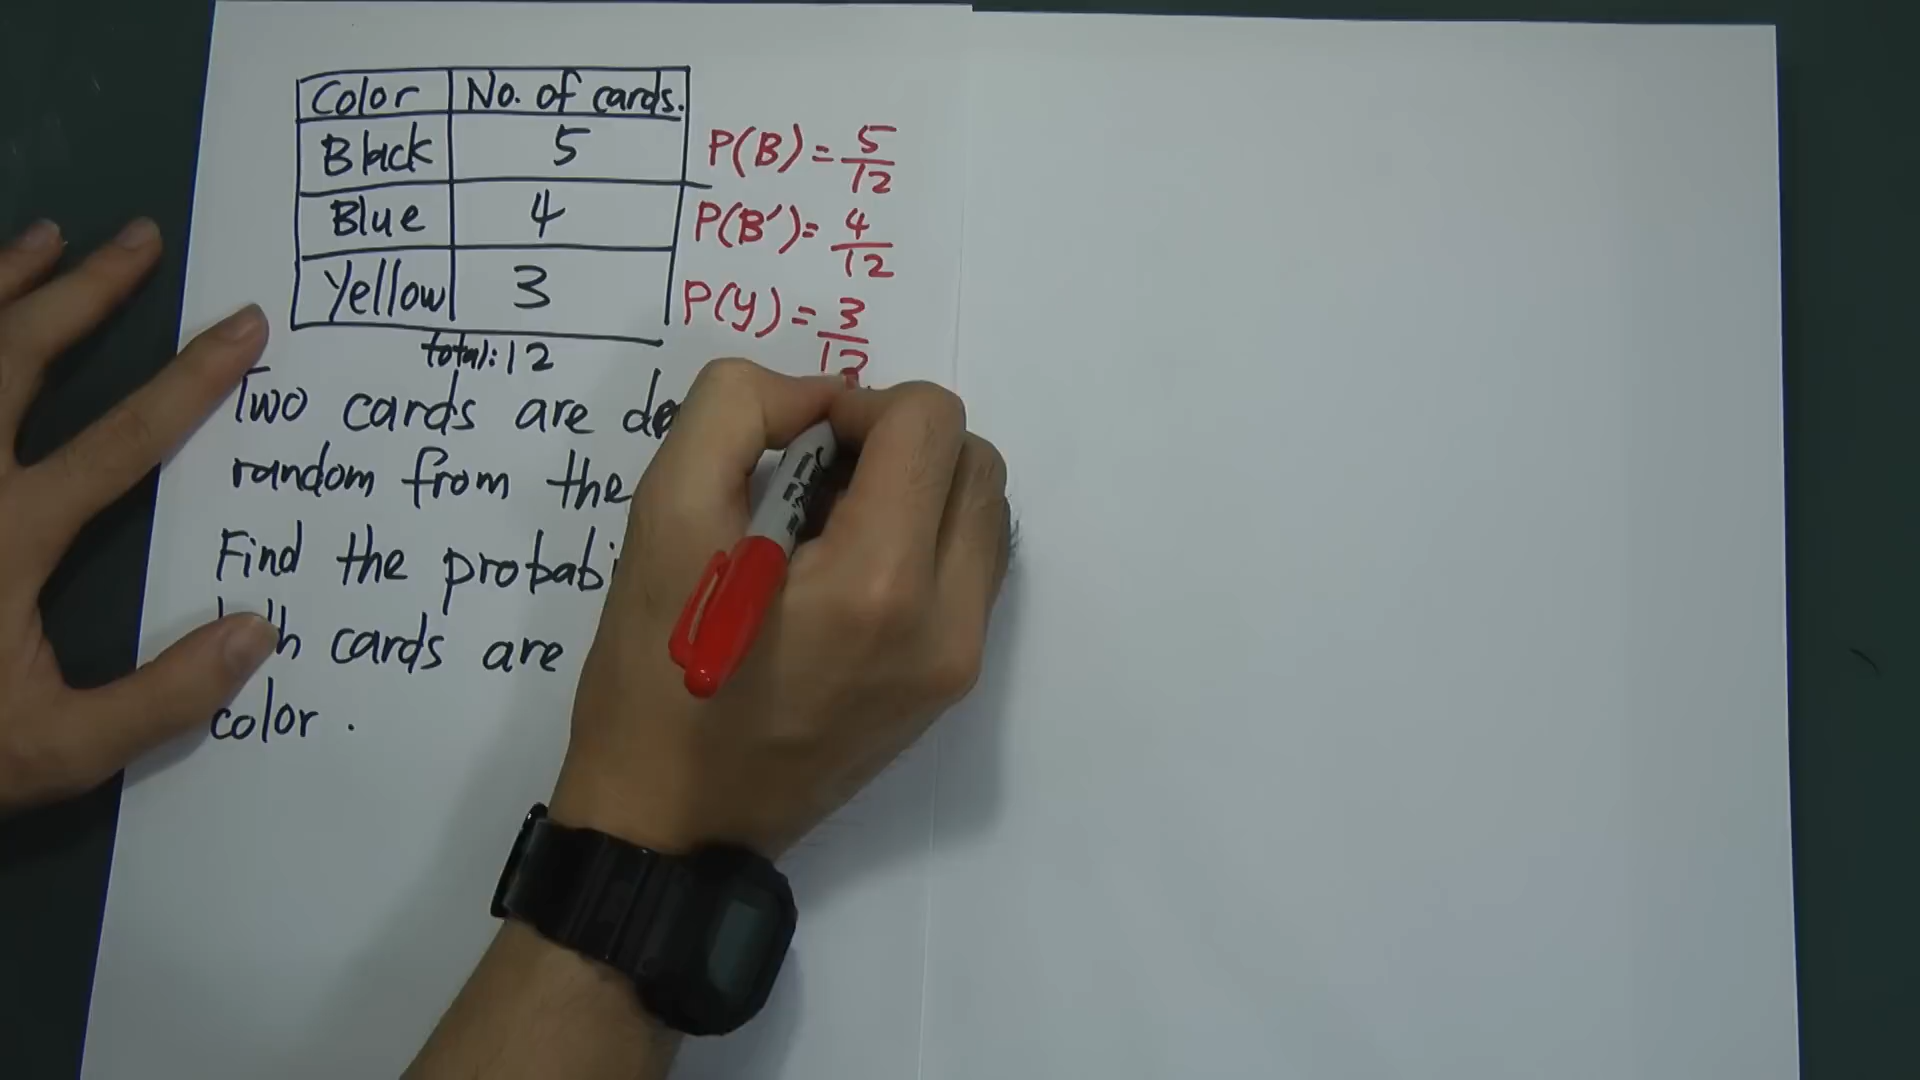 Color No. of cards.
Black 5 P(B) = 5/12
Blue 4 P(B') = 4/12
Yellow 3 P(y) = 3/12
total: 12
Two cards are
random from the
Find the probabi
cards are
color.